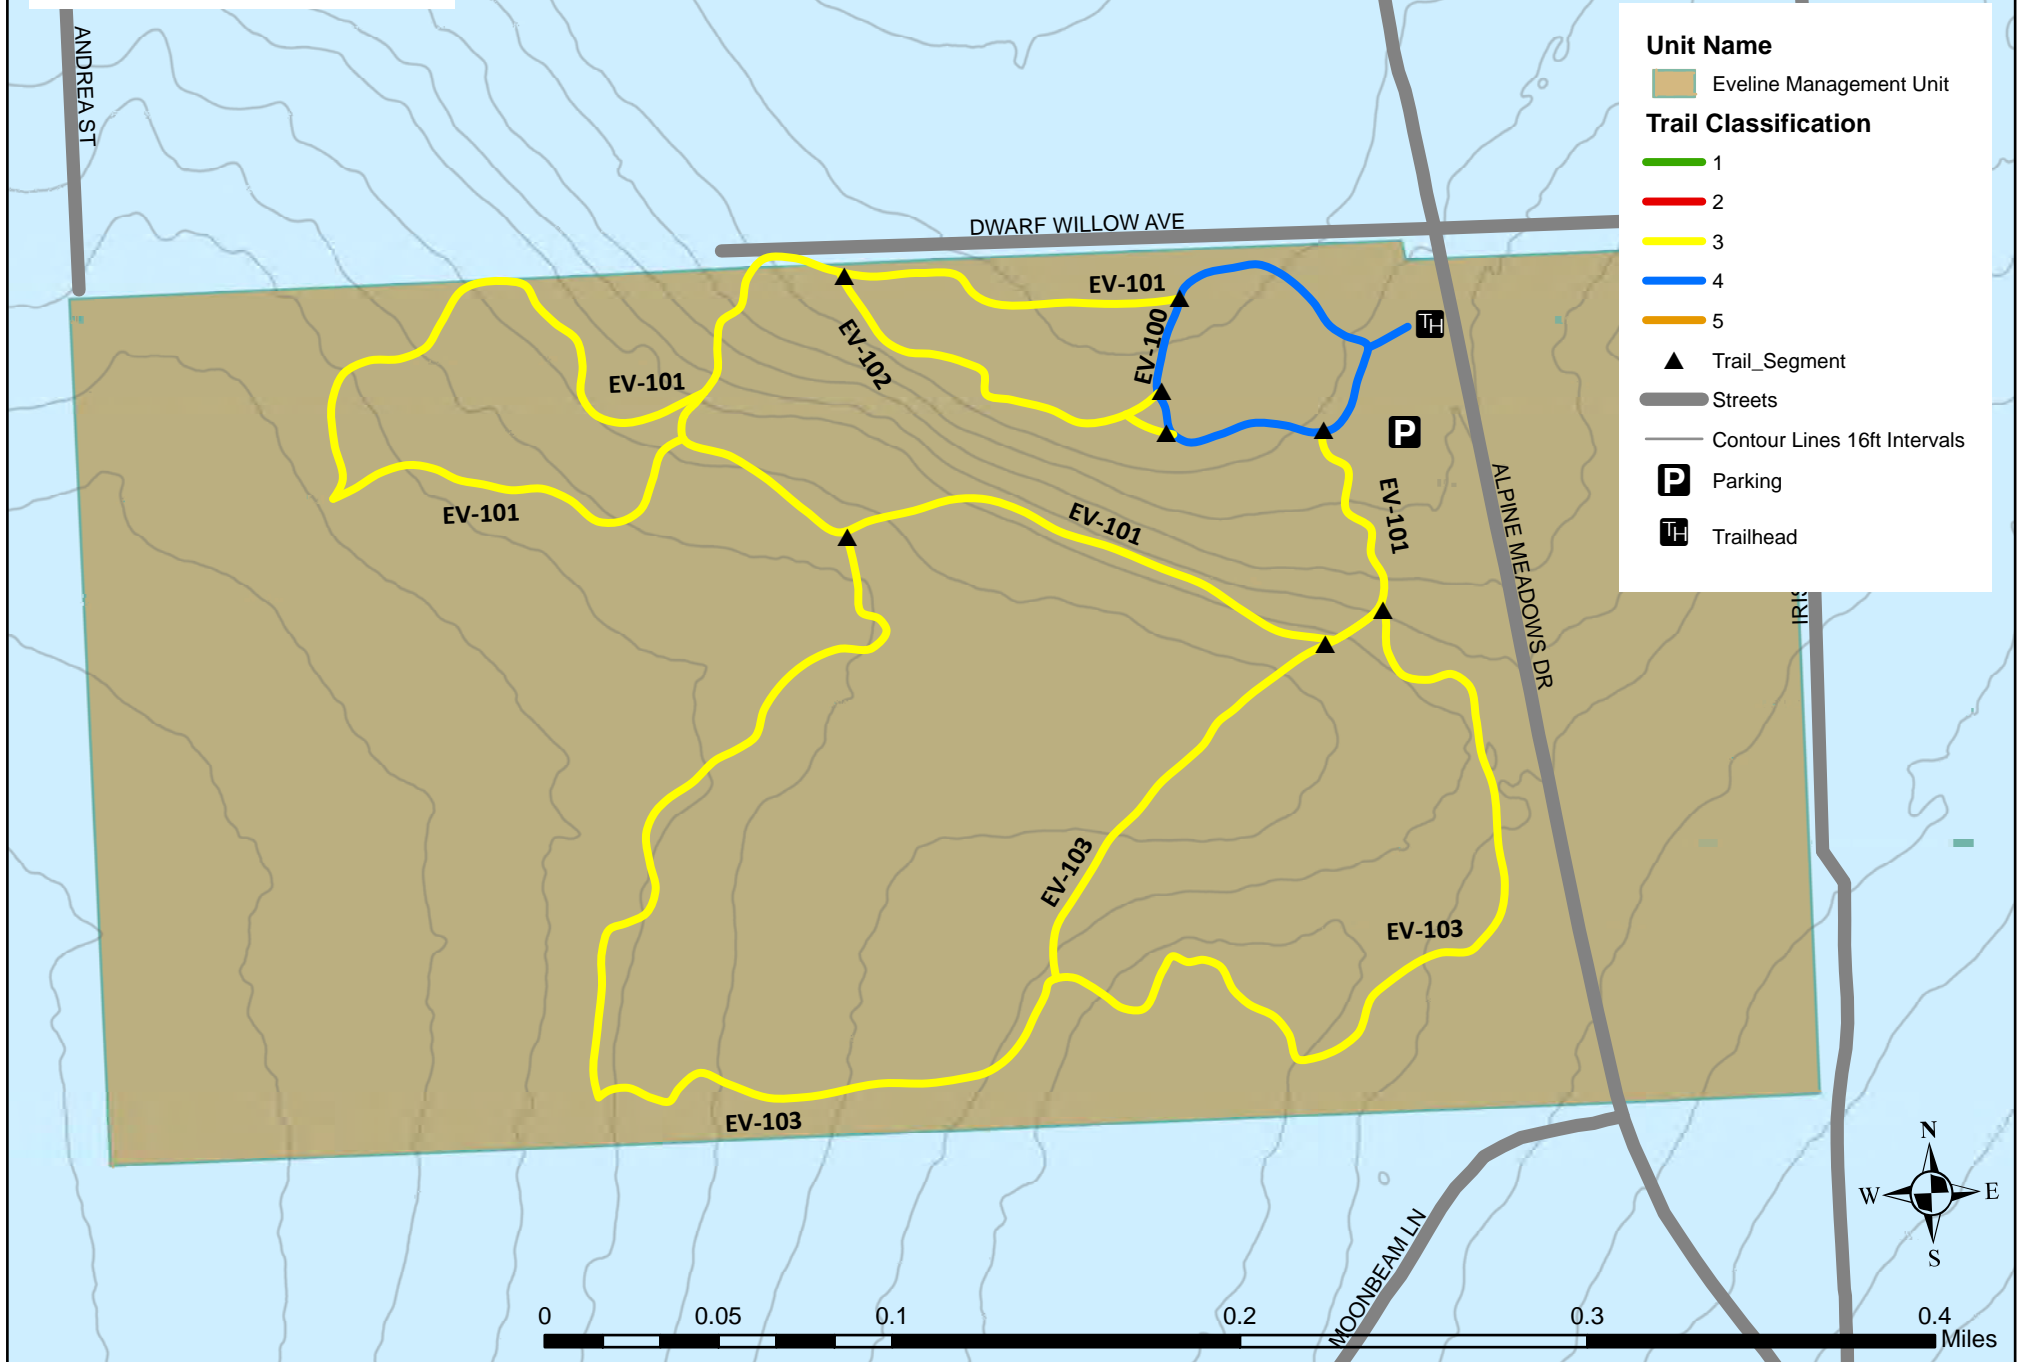 ANDREA ST
DWARF WILLOW AVE
Unit Name
Eveline Management Unit
Trail Classification
1
2
3
4
5
Trail_Segment
Streets
Contour Lines 16ft Intervals
P Parking
TH Trailhead
EV-101
EV-100
EV-102
TH
EV-101
P
EV-101
EV-101
EV-101
ALPINE MEADOWS DR
IRIS
EV-103
EV-103
EV-103
MOONBEAM LN
N
W E
S
0 0.05 0.1 0.2 0.3 0.4
Miles